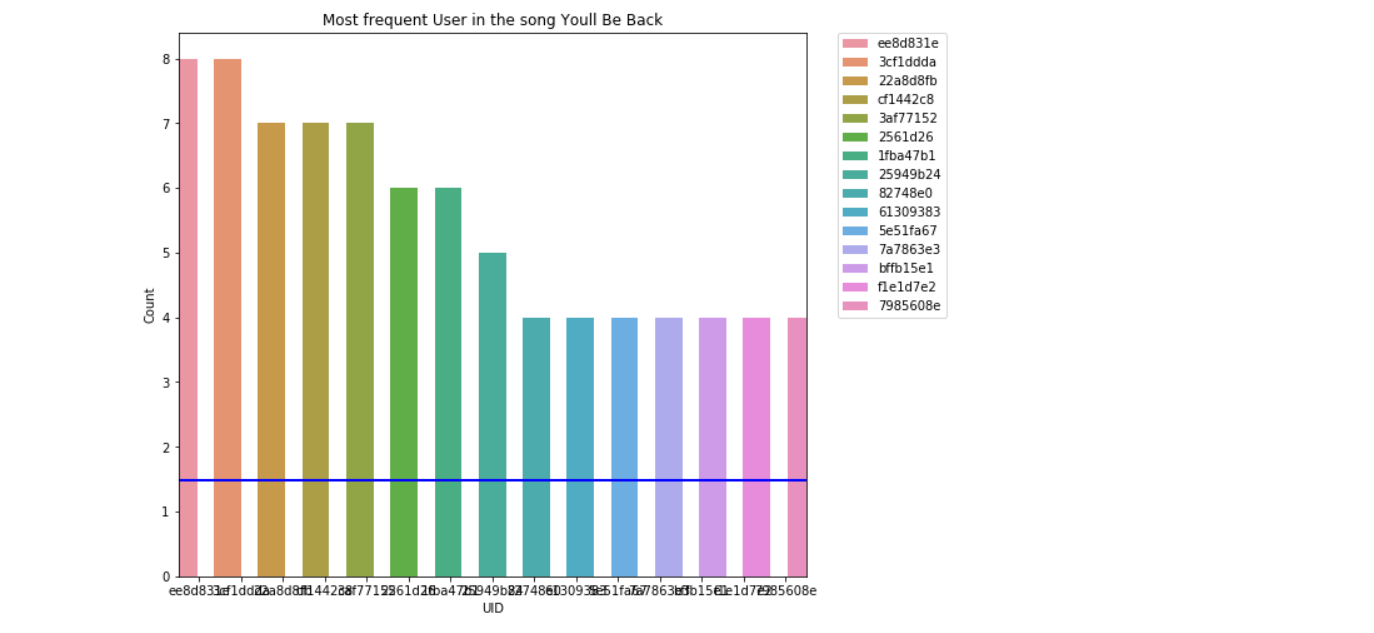 Most frequent User in the song Youll Be Back
8
7
6
5
4
3
2
1
0
Count
UID
ee8d831e
3cf1ddda
22a8d8fb
cf1442c8
3af77152
2561d26
1fba47b1
25949b24
82748e0
61309383
5e51fa67
7a7863e3
bffb15e1
f1e1d7e2
7985608e